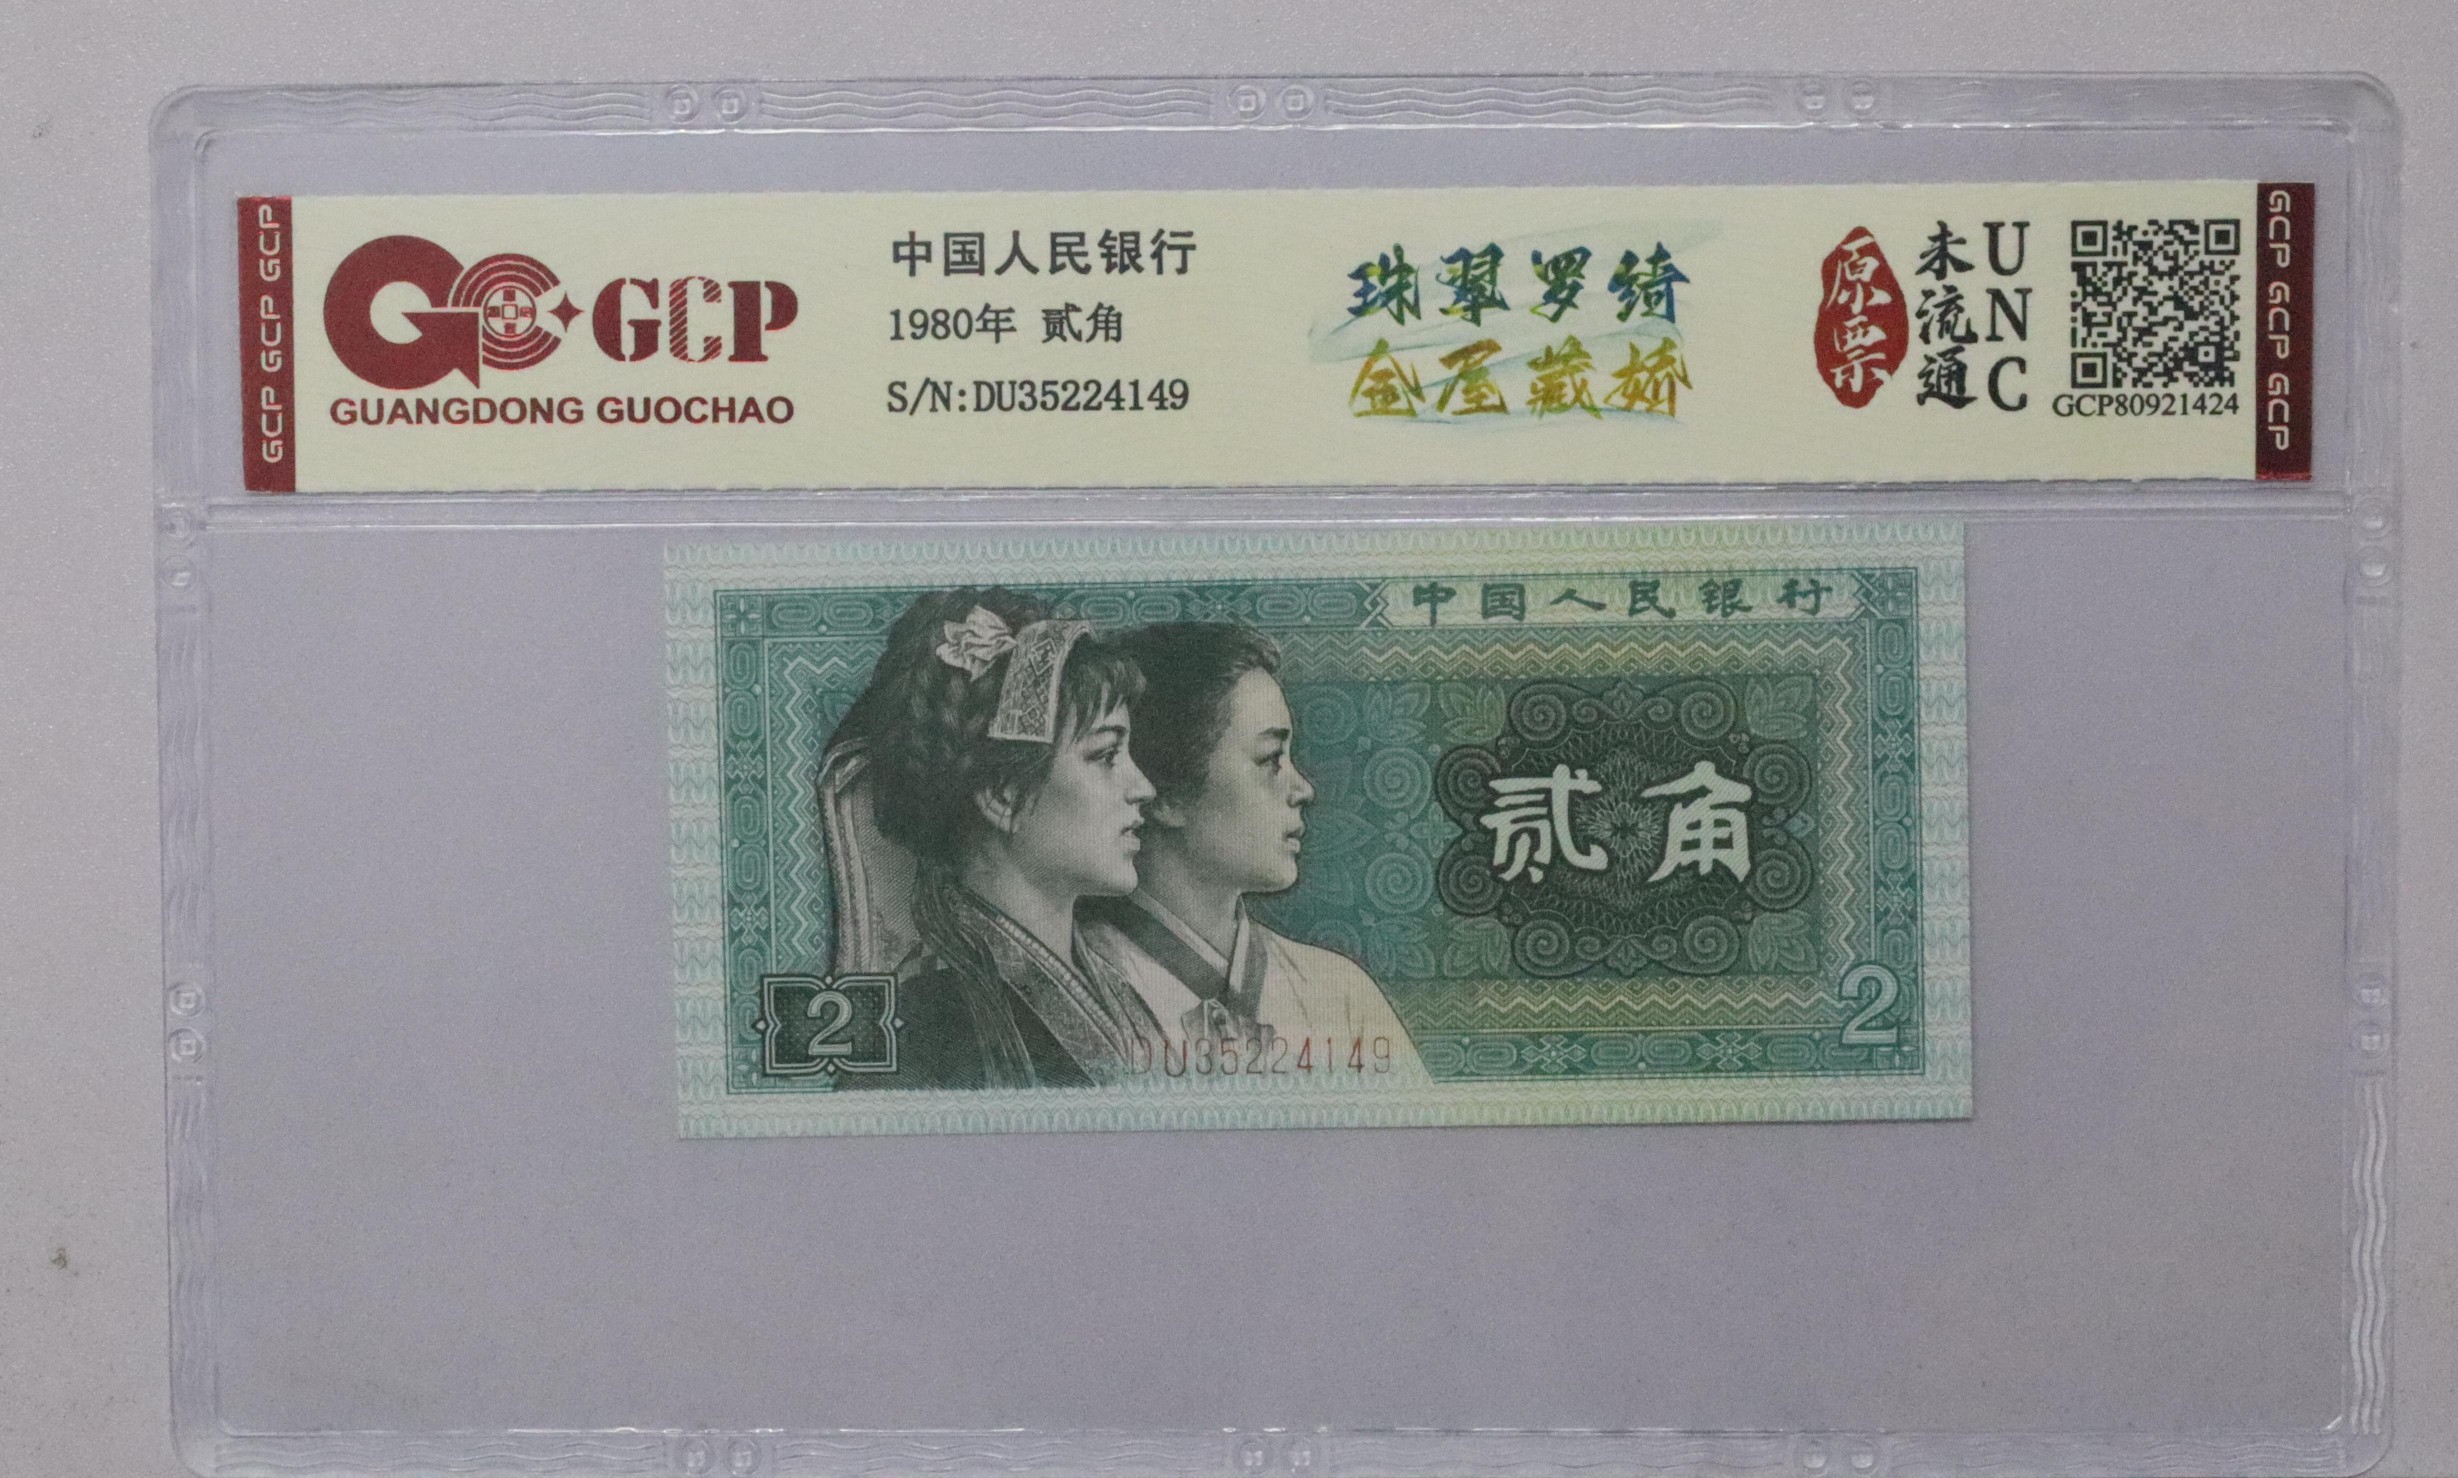 GCP GCP GCP
GCP
GUANGDONG GUOCHAO
中国人民银行
1980年 贰角
S/N:DU35224149
珠翠罗绮
金屋藏娇
原票
未流通
UNC
GCP80921424
GCP GCP GCP
中国人民银行
贰角
2
2
DU35224149